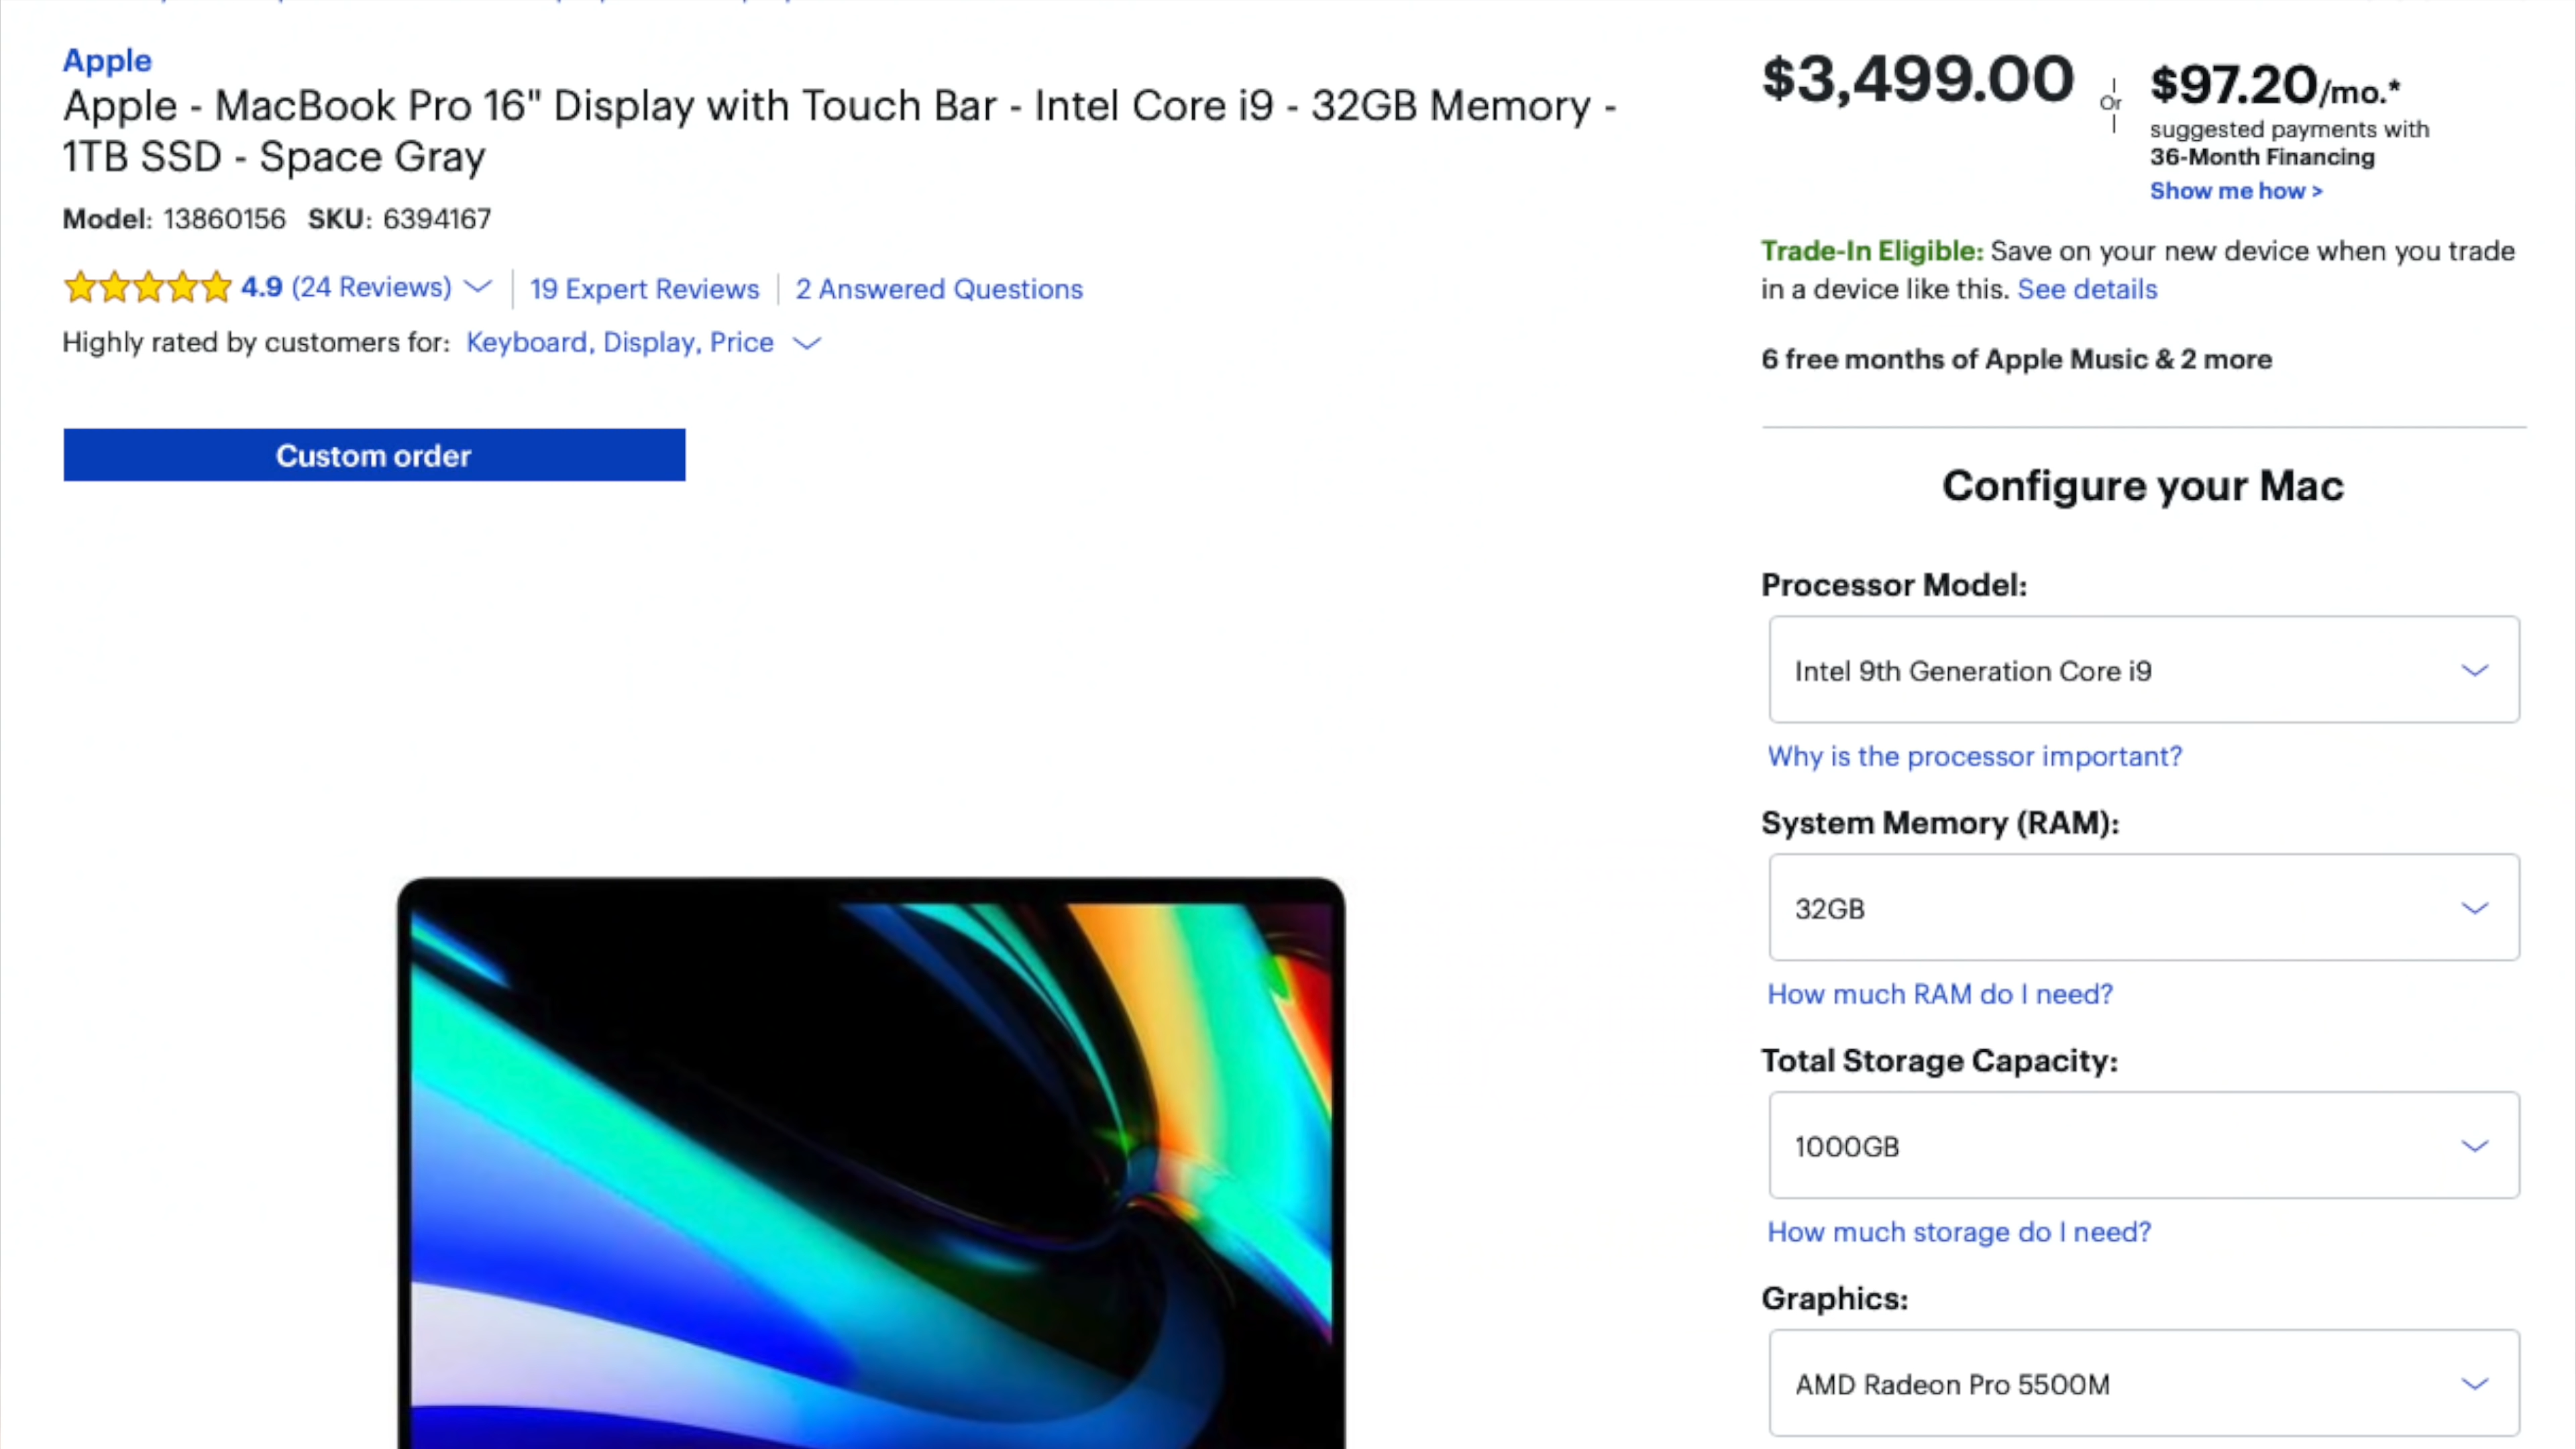 Apple
Apple - MacBook Pro 16" Display with Touch Bar - Intel Core i9 - 32GB Memory -
1TB SSD - Space Gray
Model: 13860156 SKU: 6394167
4.9 (24 Reviews) 19 Expert Reviews 2 Answered Questions
Highly rated by customers for: Keyboard, Display, Price
Custom order
$3,499.00
Or
$97.20/mo.*
suggested payments with
36-Month Financing
Show me how >
Trade-In Eligible: Save on your new device when you trade
in a device like this. See details
6 free months of Apple Music & 2 more
Configure your Mac
Processor Model:
Intel 9th Generation Core i9
Why is the processor important?
System Memory (RAM):
32GB
How much RAM do I need?
Total Storage Capacity:
1000GB
How much storage do I need?
Graphics:
AMD Radeon Pro 5500M